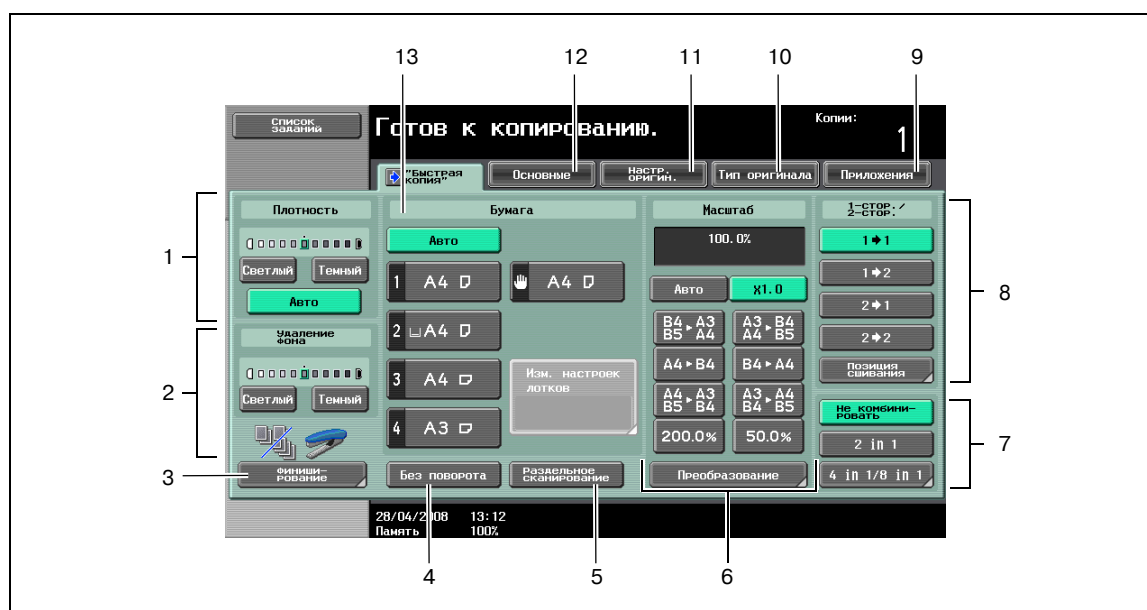 13 12 11 10 9
Список
заданий
Готов к копированию.
Копии:
1
"Быстрая
копия"
Основные
Настр.
оригин.
Тип оригинала
Приложения
1
Плотность
Светлый Темный
Авто
2
Удаление
фона
Светлый Темный
3
Финиши-
рование
Бумага
Авто
1 A4
A4
2 A4
3 A4
4 A3
Изм. настроек
лотков
Без поворота
Раздельное
сканирование
Масштаб
100.0%
Авто x1.0
B4▸A3
B5▸A4
A3▸B4
A4▸B5
A4▸B4
B4▸A4
A4▸A3
B5▸B4
A3▸A4
B4▸B5
200.0% 50.0%
Преобразование
1-СТОР./
2-СТОР.
1➧1
1➧2
2➧1
2➧2
Позиция
сшивания
8
Не комбини-
ровать
2 in 1
4 in 1/8 in 1
7
28/04/2008 13:12
Память 100%
4 5 6